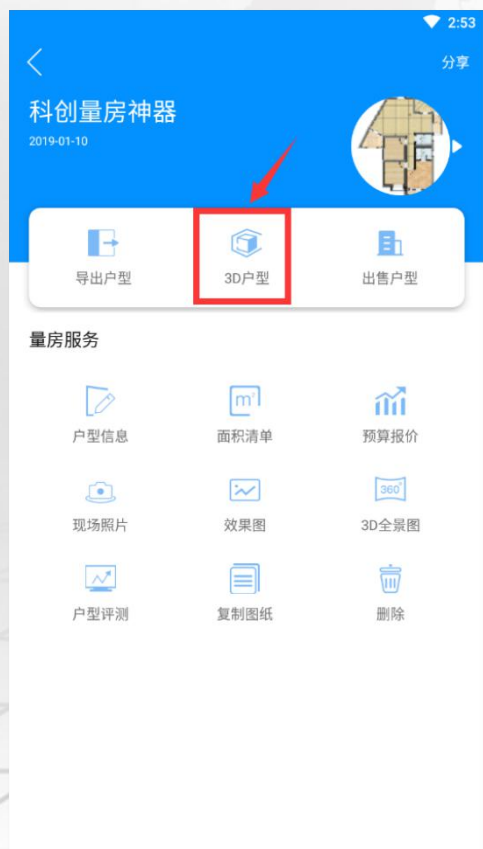 2:53
分享
科创量房神器
2019-01-10
导出户型 3D户型 出售户型
量房服务
m²
户型信息 面积清单 预算报价
360°
现场照片 效果图 3D全景图
户型评测 复制图纸 删除